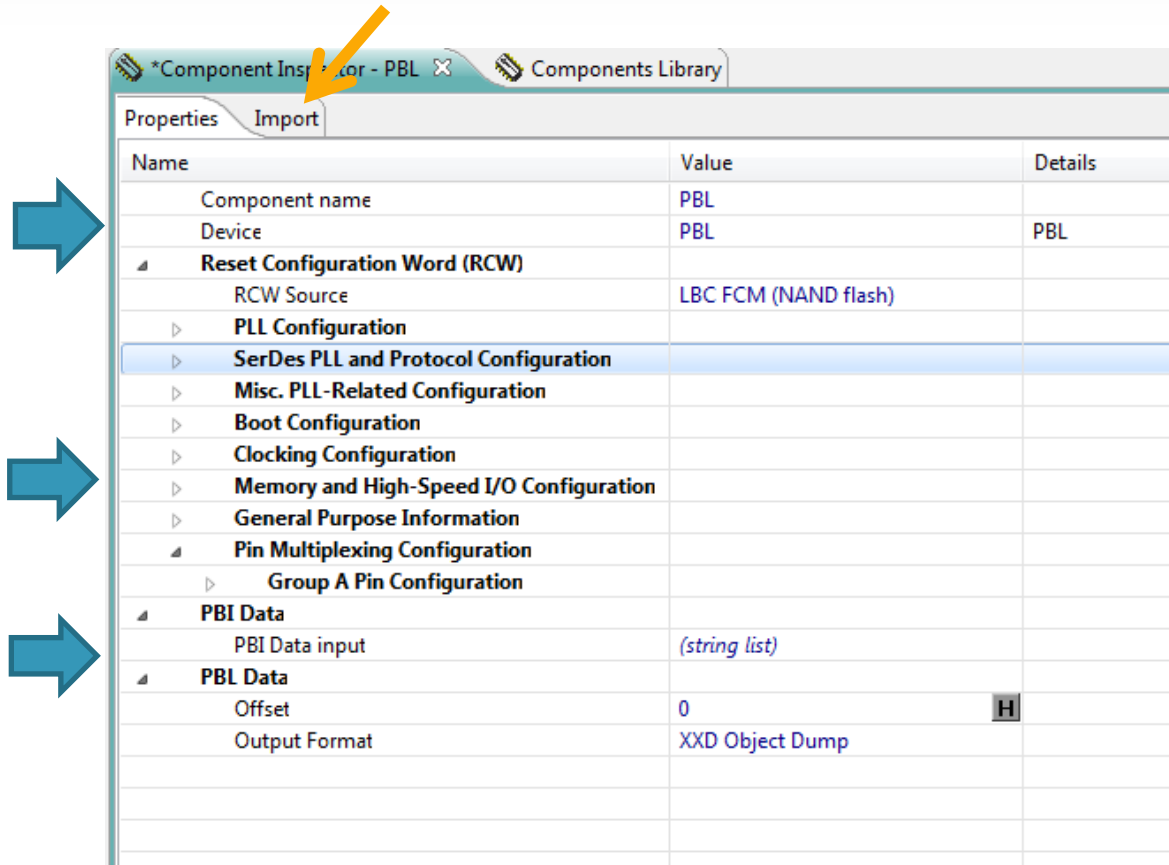 *Component Inspector - PBL Components Library
Properties Import
Name Value Details
Component name PBL
Device PBL PBL
Reset Configuration Word (RCW)
RCW Source LBC FCM (NAND flash)
PLL Configuration
SerDes PLL and Protocol Configuration
Misc. PLL-Related Configuration
Boot Configuration
Clocking Configuration
Memory and High-Speed I/O Configuration
General Purpose Information
Pin Multiplexing Configuration
Group A Pin Configuration
PBI Data
PBI Data input (string list)
PBL Data
Offset 0 H
Output Format XXD Object Dump